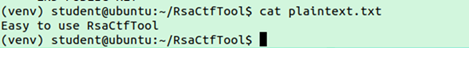 (venv) student@ubuntu:~/RsaCtfTool$ cat plaintext.txt
Easy to use RsaCtfTool
(venv) student@ubuntu:~/RsaCtfTool$